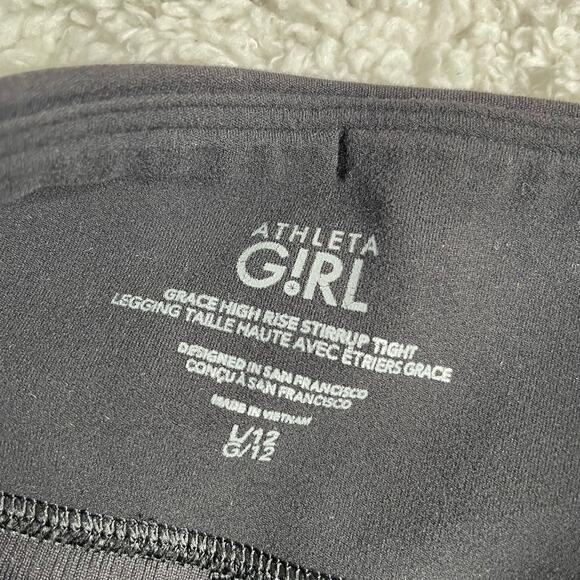 ATHLETA
G!RL
GRACE HIGH RISE STIRRUP TIGHT
LEGGING TAILLE HAUTE AVEC ÉTRIERS GRACE
DESIGNED IN SAN FRANCISCO
CONÇU À SAN FRANCISCO
MADE IN VIETNAM
L/12
G/12